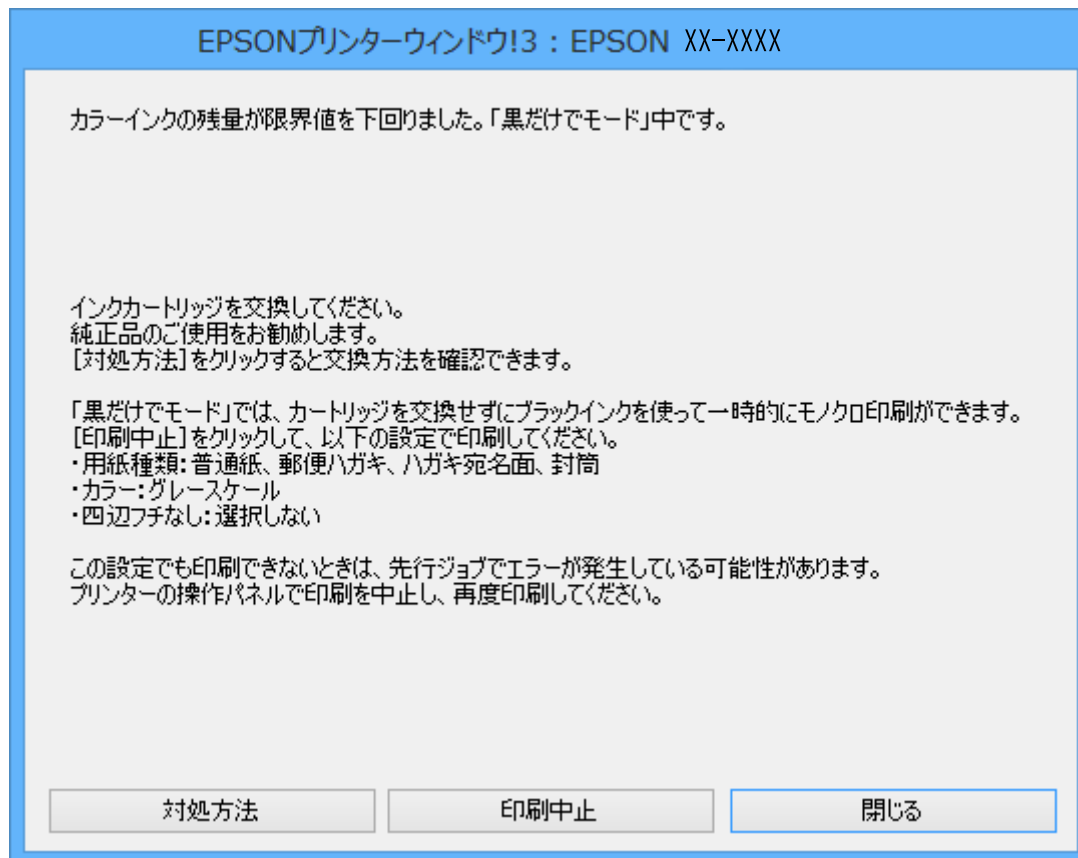 EPSONプリンターウィンドウ!3 : EPSON XX-XXXX
カラーインクの残量が限界値を下回りました。「黒だけでモード」中です。
インクカートリッジを交換してください。
純正品のご使用をお勧めします。
[対処方法]をクリックすると交換方法を確認できます。
「黒だけでモード」では、カートリッジを交換せずにブラックインクを使って一時的にモノクロ印刷ができます。
[印刷中止]をクリックして、以下の設定で印刷してください。
・用紙種類：普通紙、郵便ハガキ、ハガキ宛名面、封筒
・カラー：グレースケール
・四辺フチなし：選択しない
この設定でも印刷できないときは、先行ジョブでエラーが発生している可能性があります。
プリンターの操作パネルで印刷を中止し、再度印刷してください。
対処方法
印刷中止
閉じる